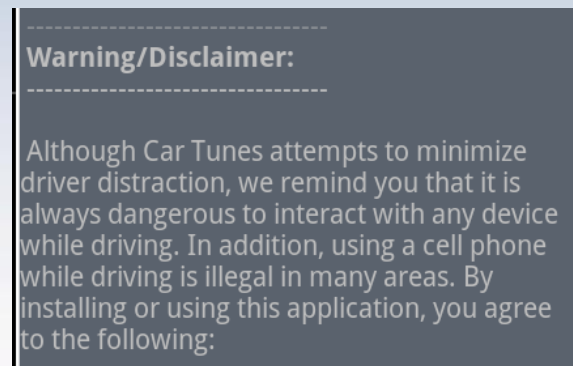 ---------------------------------
Warning/Disclaimer:
---------------------------------
Although Car Tunes attempts to minimize
driver distraction, we remind you that it is
always dangerous to interact with any device
while driving. In addition, using a cell phone
while driving is illegal in many areas. By
installing or using this application, you agree
to the following: